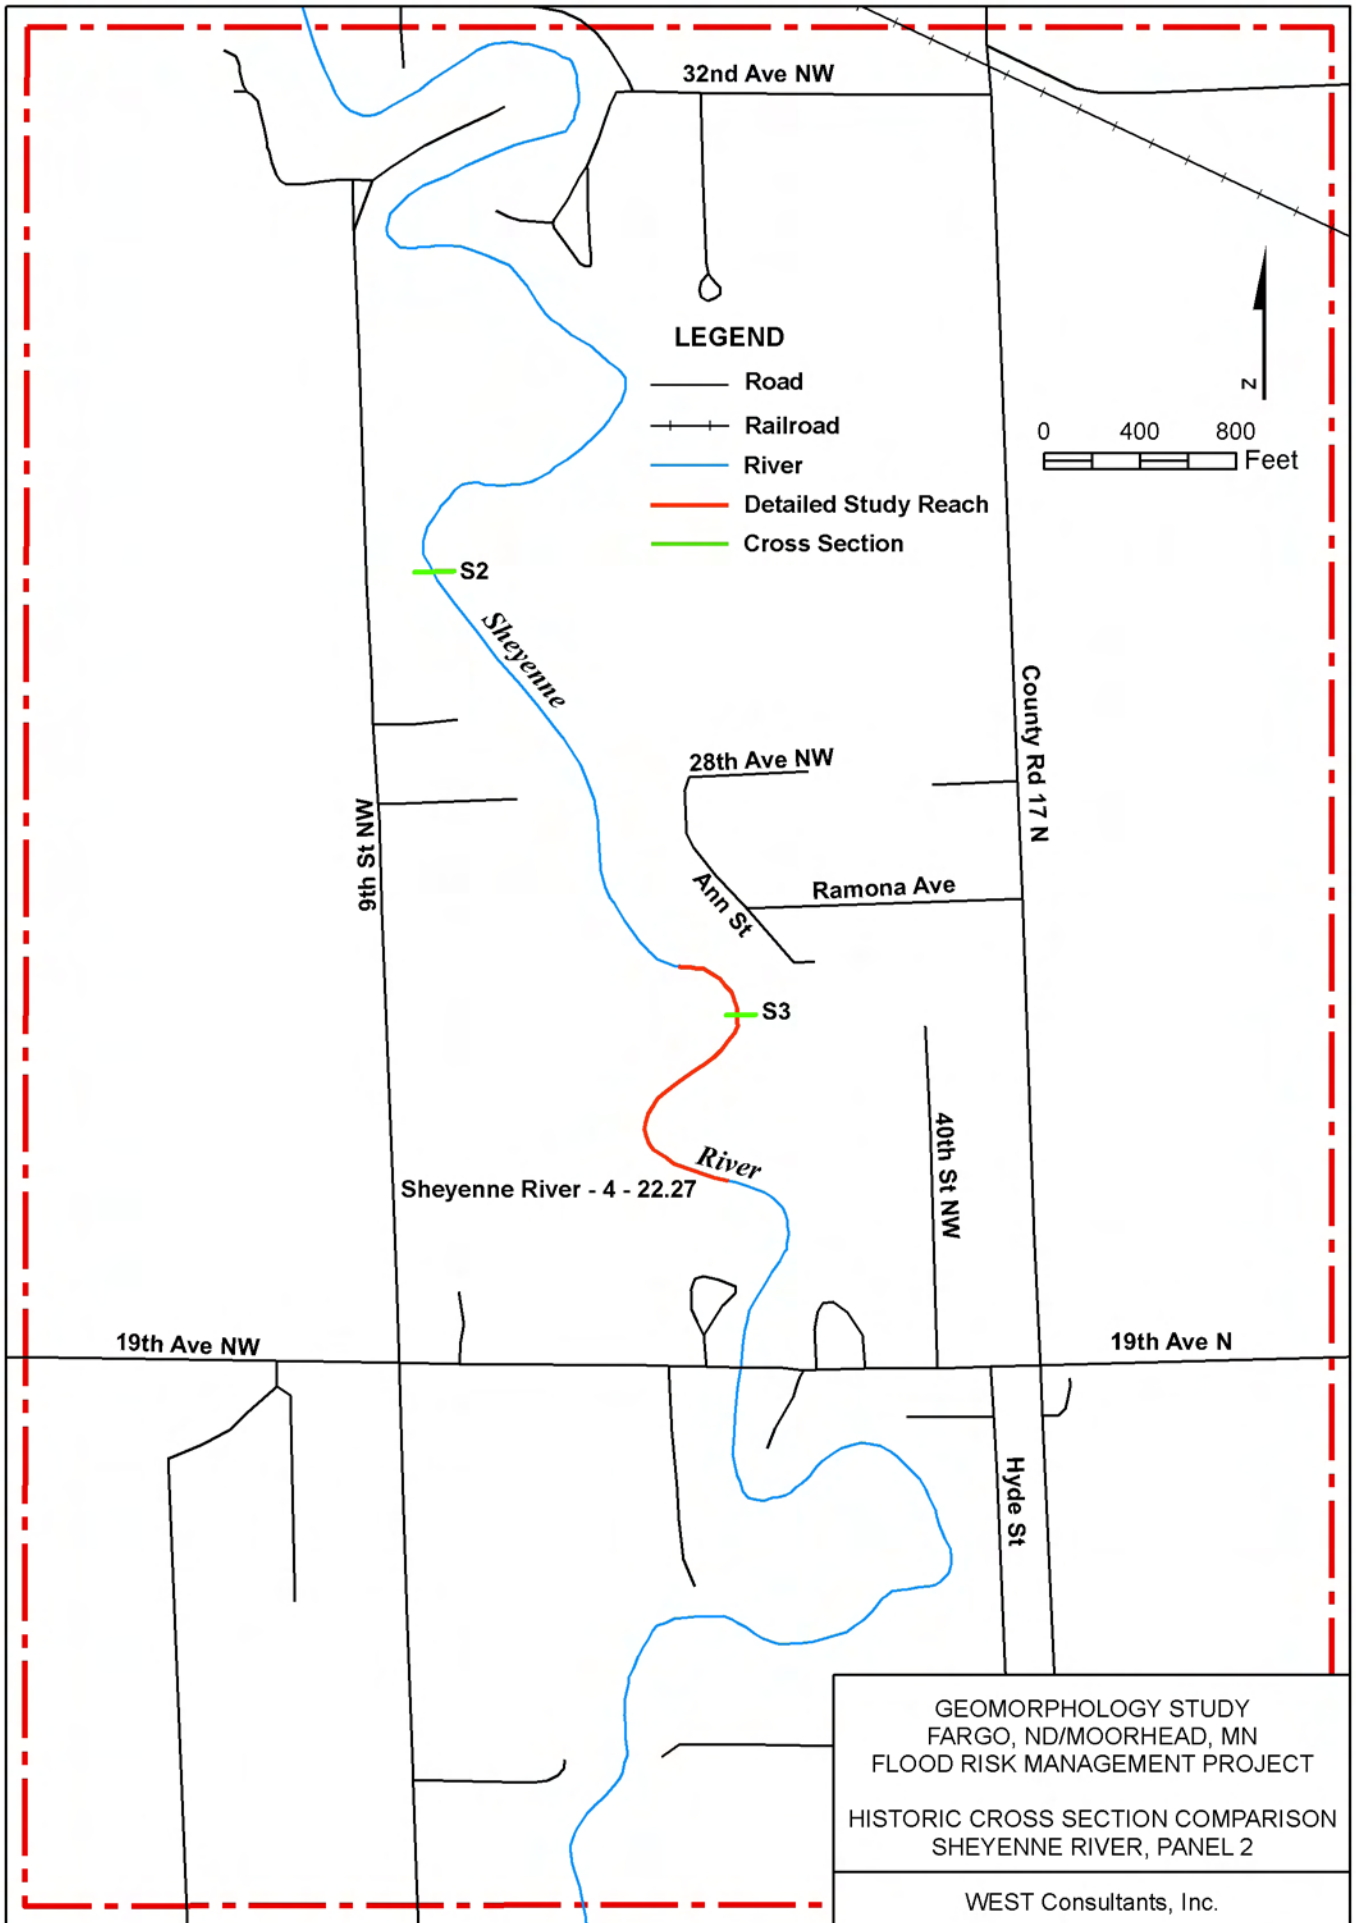 32nd Ave NW
LEGEND
Road
Railroad
River
Detailed Study Reach
Cross Section
N
0 400 800
Feet
S2
Sheyenne
County Rd 17 N
28th Ave NW
9th St NW
Ann St
Ramona Ave
S3
40th St NW
River
Sheyenne River - 4 - 22.27
19th Ave NW
19th Ave N
Hyde St
GEOMORPHOLOGY STUDY
FARGO, ND/MOORHEAD, MN
FLOOD RISK MANAGEMENT PROJECT
HISTORIC CROSS SECTION COMPARISON
SHEYENNE RIVER, PANEL 2
WEST Consultants, Inc.